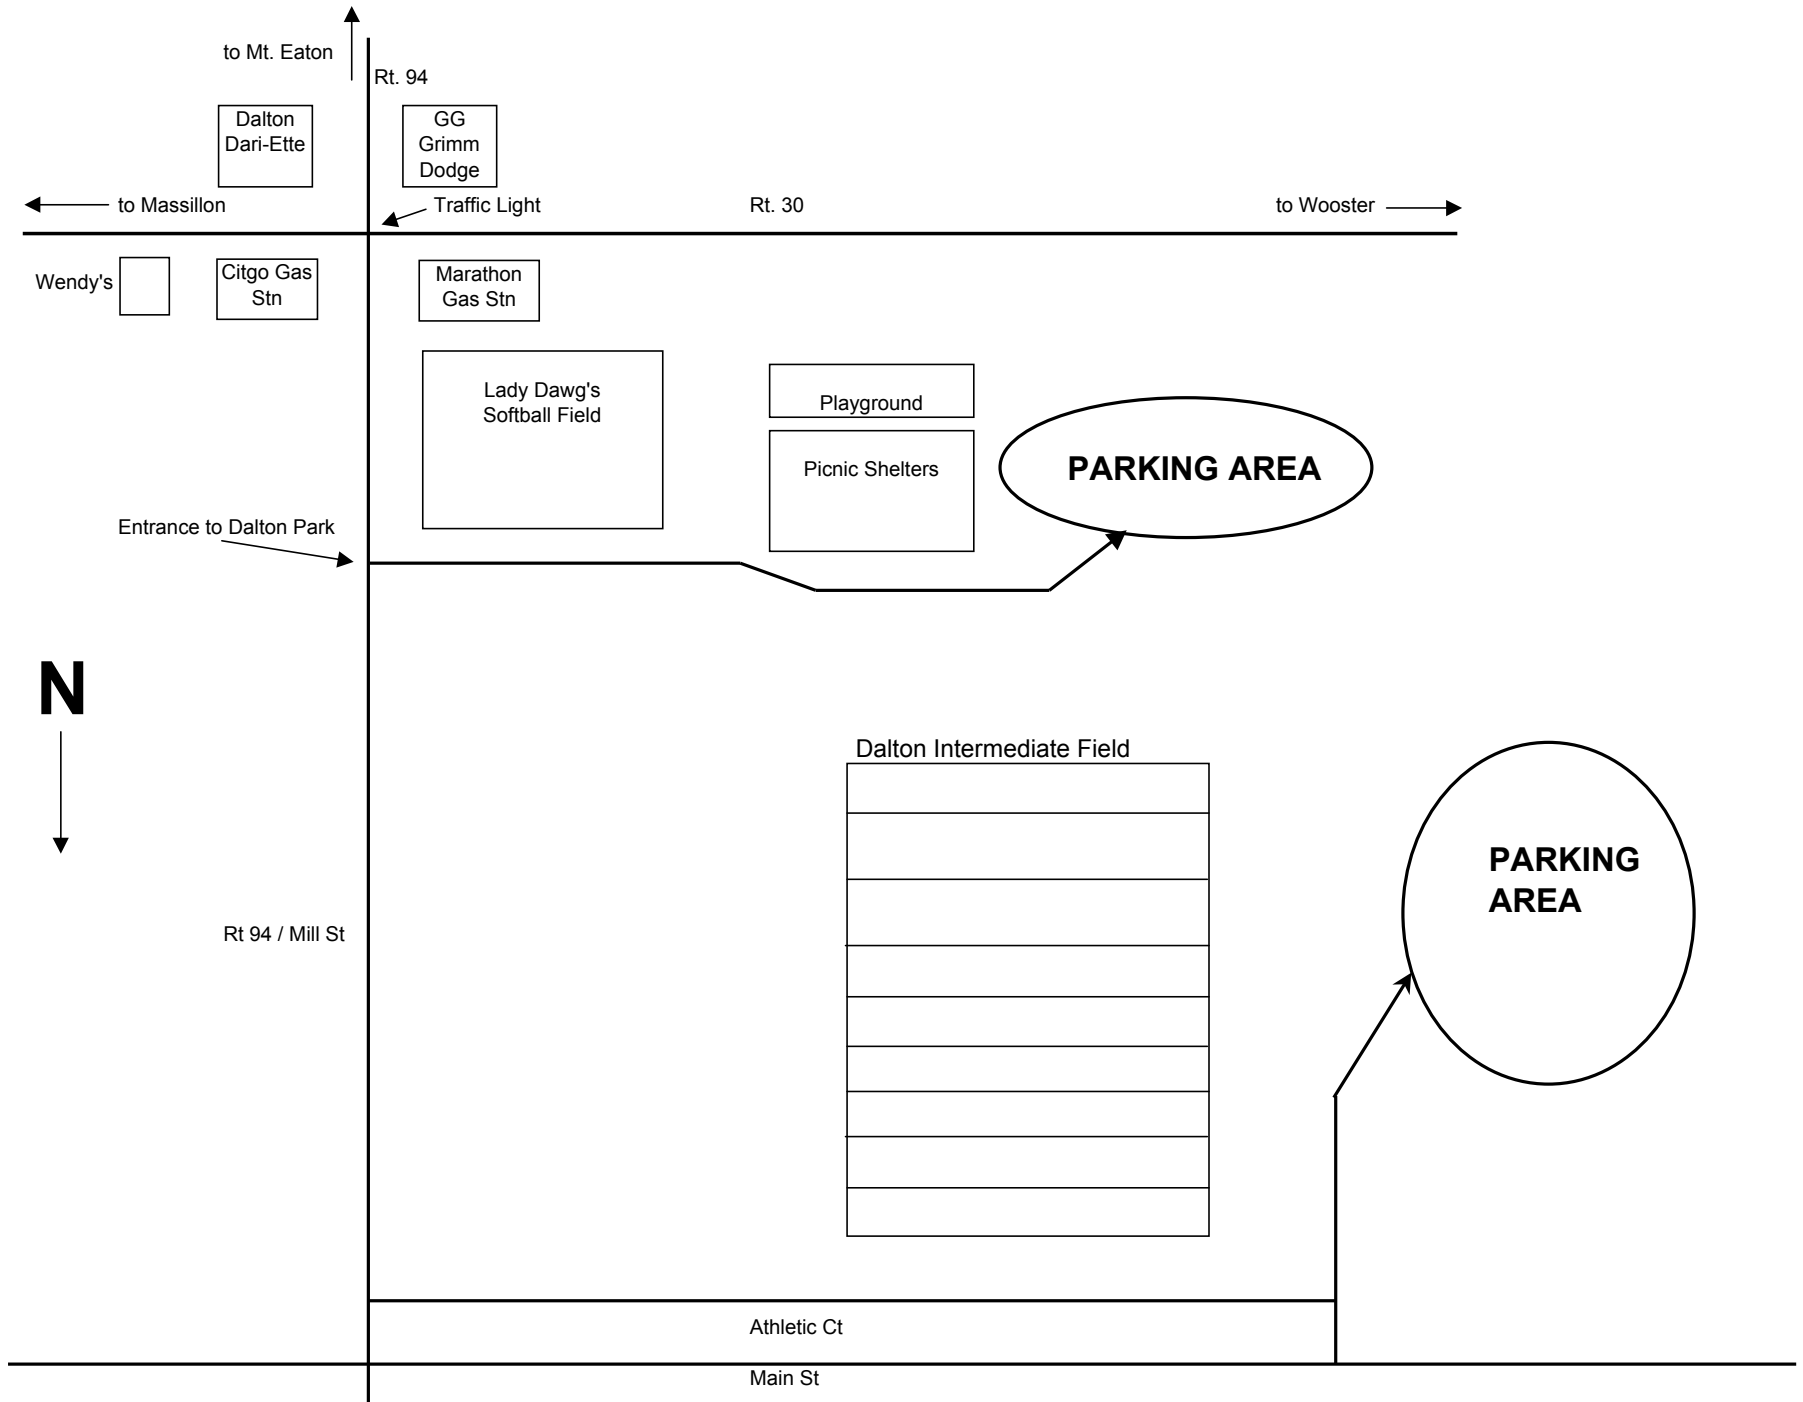 to Mt. Eaton
Rt. 94
Dalton
Dari-Ette
GG
Grimm
Dodge
to Massillon
Traffic Light
Rt. 30
to Wooster
Wendy's
Citgo Gas
Stn
Marathon
Gas Stn
Lady Dawg's
Softball Field
Playground
Picnic Shelters
PARKING AREA
Entrance to Dalton Park
N
Dalton Intermediate Field
PARKING
AREA
Rt 94 / Mill St
Athletic Ct
Main St